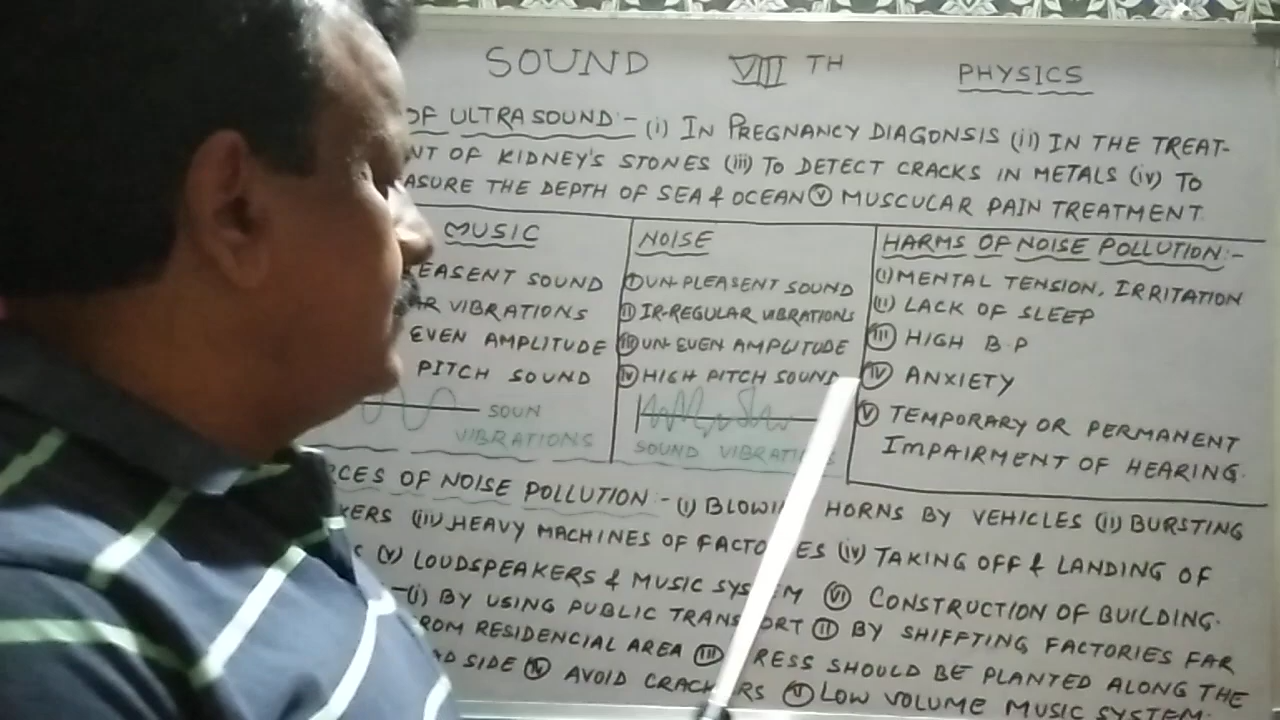 SOUND VIII TH PHYSICS
OF ULTRASOUND:- (i) IN PREGNANCY DIAGONSIS (ii) IN THE TREAT-
NT OF KIDNEY'S STONES (iii) TO DETECT CRACKS IN METALS (iv) TO
ASURE THE DEPTH OF SEA & OCEAN (V) MUSCULAR PAIN TREATMENT
MUSIC
EASENT SOUND
AR VIBRATIONS
EVEN AMPLITUDE
PITCH SOUND
SOUN
VIBRATIONS
NOISE
(I) UN-PLEASENT SOUND
(II) IR-REGULAR VIBRATIONS
(III) UN-EVEN AMPLITUDE
(IV) HIGH PITCH SOUND
SOUND VIBRATI
HARMS OF NOISE POLLUTION:-
(i) MENTAL TENSION, IRRITATION
(ii) LACK OF SLEEP
(III) HIGH B.P
(IV) ANXIETY
(V) TEMPORARY OR PERMANENT
IMPAIRMENT OF HEARING.
CES OF NOISE POLLUTION:- (i) BLOWI HORNS BY VEHICLES (ii) BURSTING
KERS (iii) HEAVY MACHINES OF FACTO ES (iv) TAKING OFF & LANDING OF
(v) LOUDSPEAKERS & MUSIC SYS M (VI) CONSTRUCTION OF BUILDING.
-(i) BY USING PUBLIC TRANS ORT (II) BY SHIFFTING FACTORIES FAR
ROM RESIDENCIAL AREA (III) RESS SHOULD BE PLANTED ALONG THE
AD SIDE (IV) AVOID CRAC RS (V) LOW VOLUME MUSIC SYSTEM.